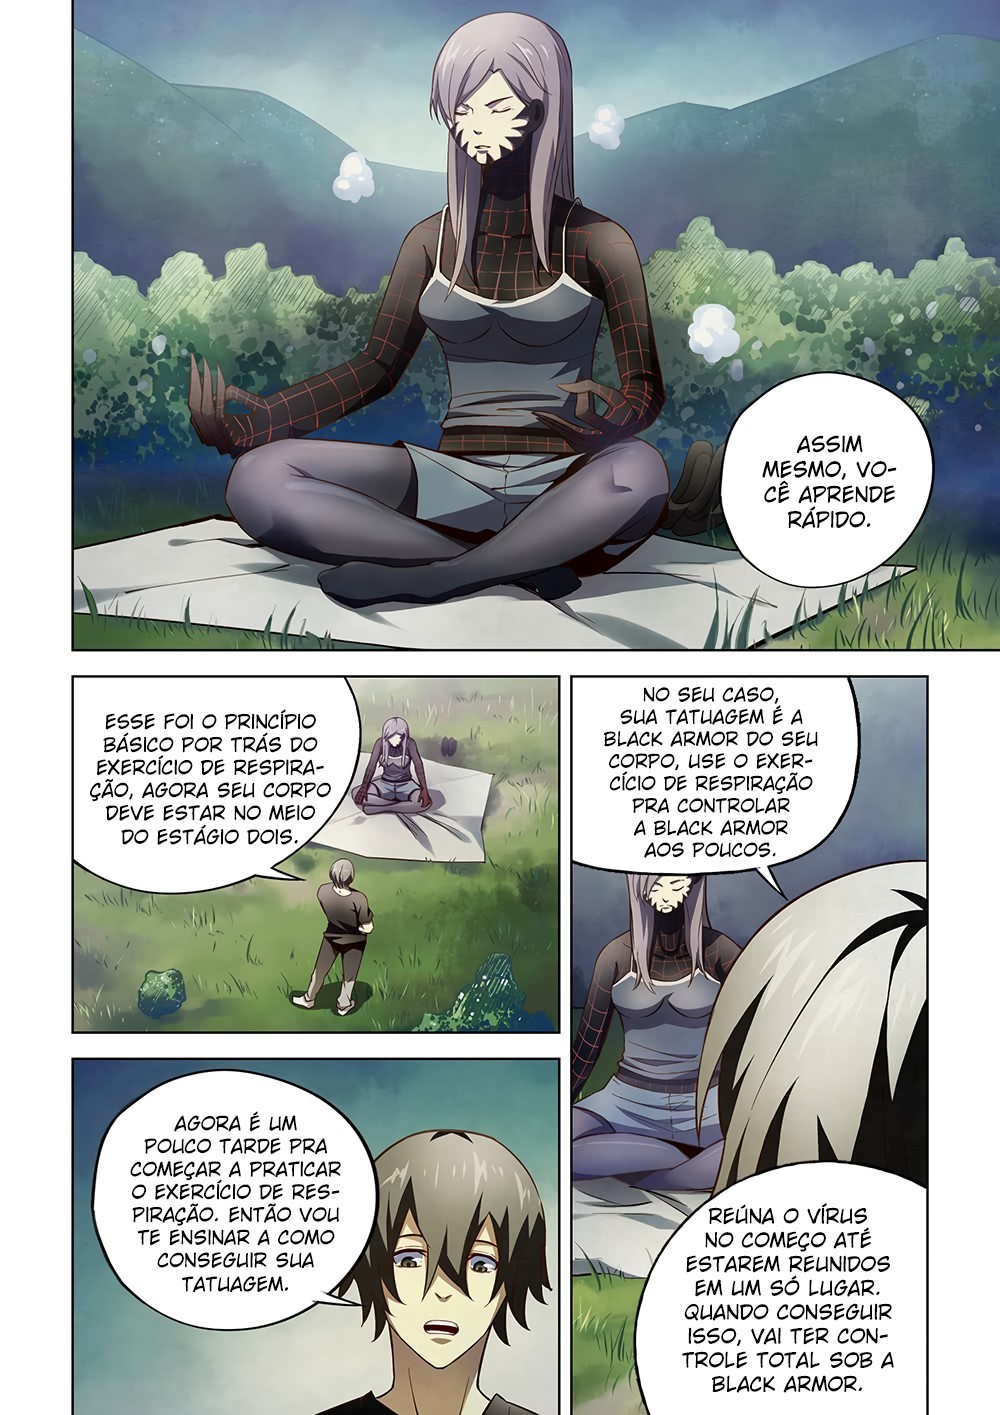 ASSIM
MESMO, VO-
CÊ APRENDE
RÁPIDO.
ESSE FOI O PRINCÍPIO
BÁSICO POR TRÁS DO
EXERCÍCIO DE RESPIRA-
ÇÃO, AGORA SEU CORPO
DEVE ESTAR NO MEIO
DO ESTÁGIO DOIS.
NO SEU CASO,
SUA TATUAGEM É A
BLACK ARMOR DO SEU
CORPO, USE O EXER-
CÍCIO DE RESPIRAÇÃO
PRA CONTROLAR
A BLACK ARMOR
AOS POUCOS.
AGORA É UM
POUCO TARDE PRA
COMEÇAR A PRATICAR
O EXERCÍCIO DE RES-
PIRAÇÃO. ENTÃO VOU
TE ENSINAR A COMO
CONSEGUIR SUA
TATUAGEM.
REÚNA O VÍRUS
NO COMEÇO ATÉ
ESTAREM REUNIDOS
EM UM SÓ LUGAR.
QUANDO CONSEGUIR
ISSO, VAI TER CON-
TROLE TOTAL SOB A
BLACK ARMOR.